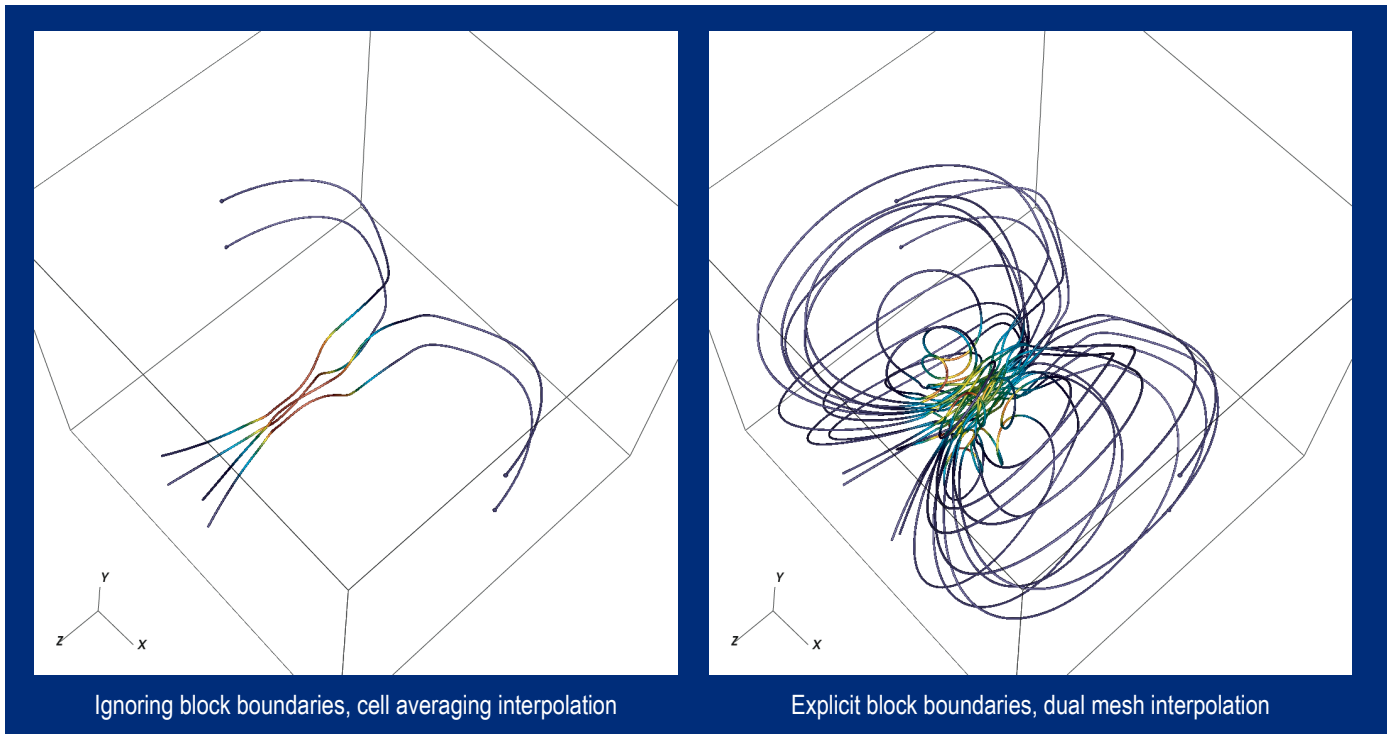 Y
Z
X
Y
Z
X
Ignoring block boundaries, cell averaging interpolation
Explicit block boundaries, dual mesh interpolation